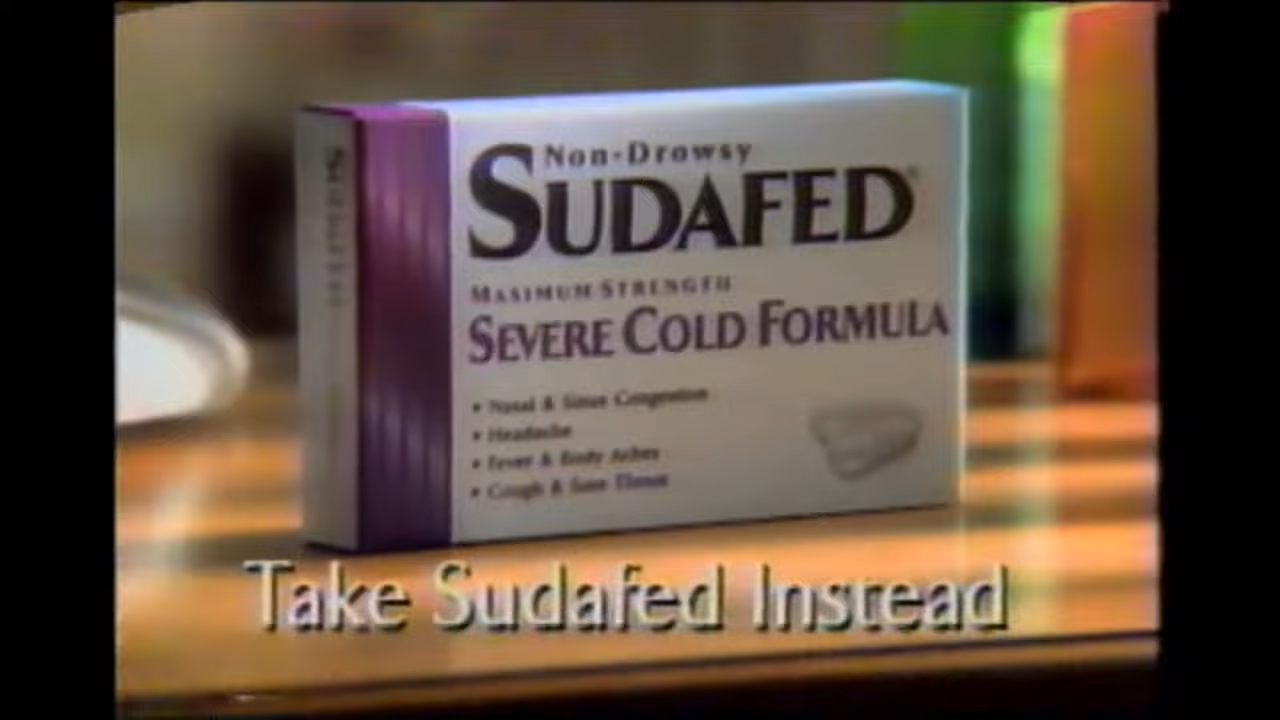 Non-Drowsy
SUDAFED®
MAXIMUM STRENGTH
SEVERE COLD FORMULA
• Nasal & Sinus Congestion
• Headache
• Fever & Body Aches
• Cough & Sore Throat
SUDAFED
Take Sudafed Instead